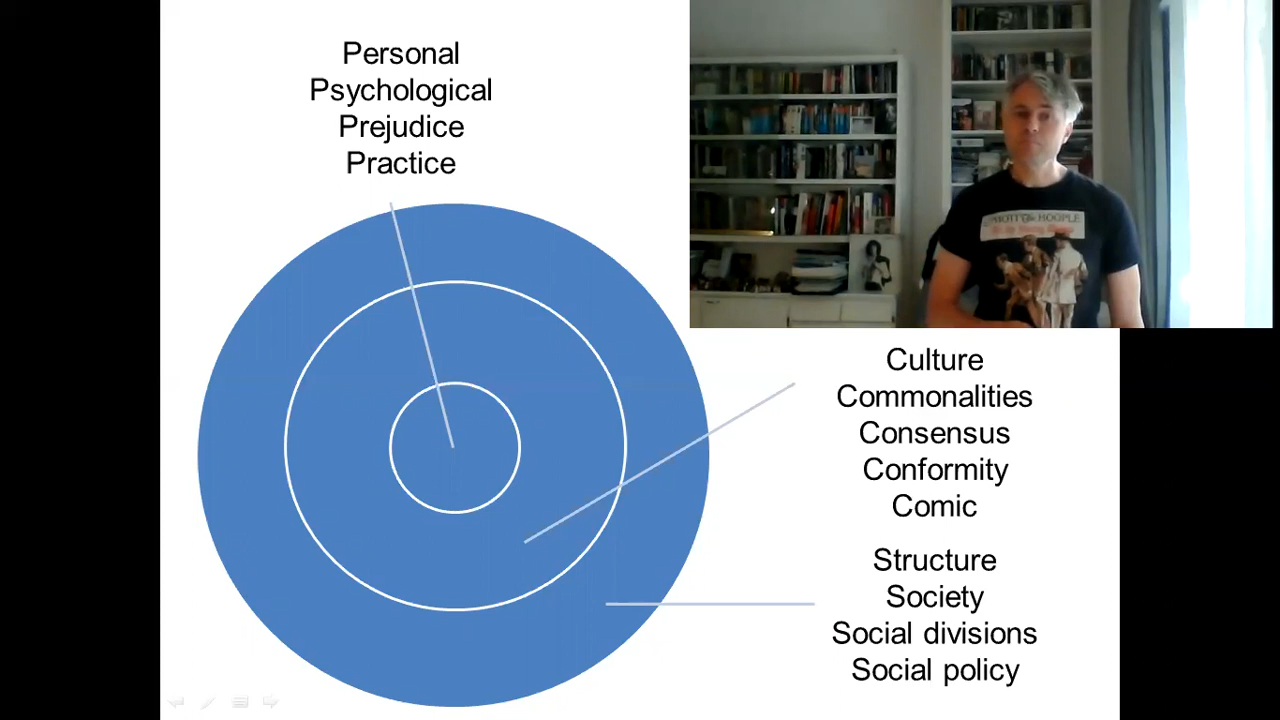 Personal
Psychological
Prejudice
Practice
MOTT THE HOOPLE
Culture
Commonalities
Consensus
Conformity
Comic
Structure
Society
Social divisions
Social policy